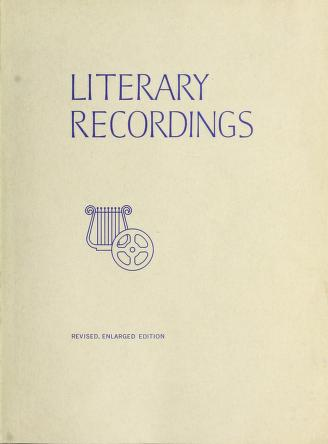 LITERARY
RECORDINGS
REVISED, ENLARGED EDITION